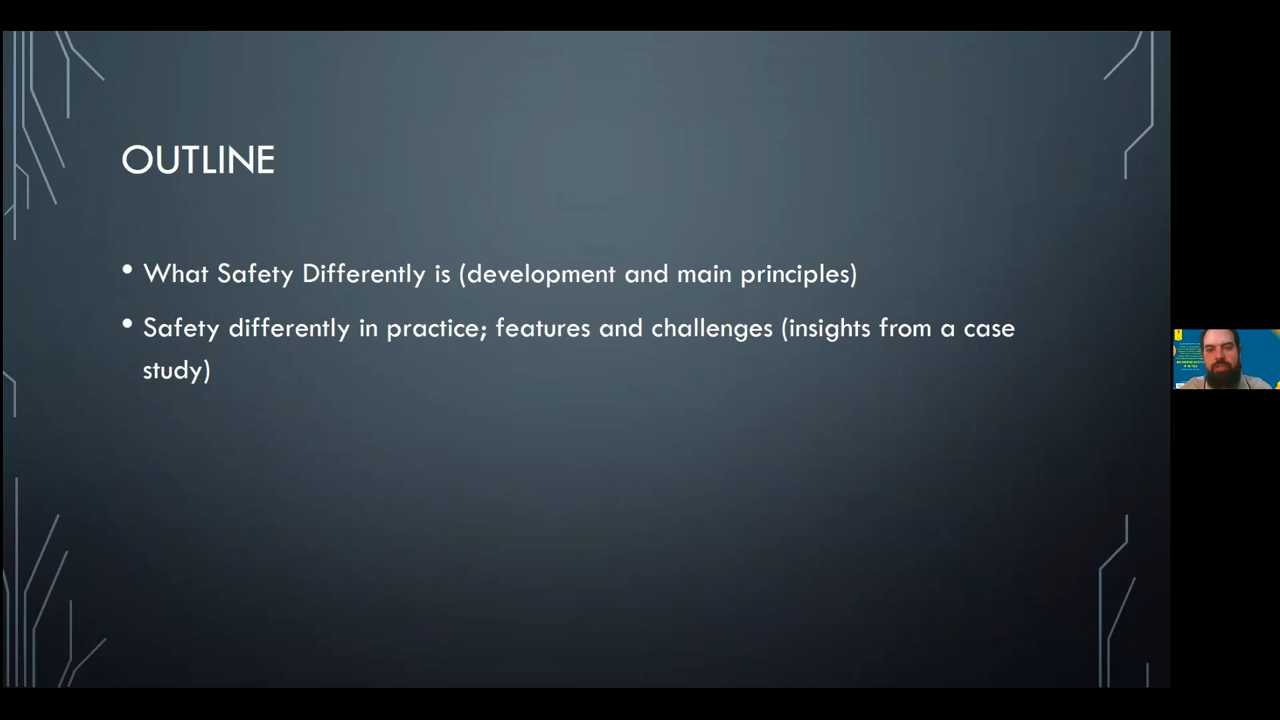 OUTLINE
• What Safety Differently is (development and main principles)
• Safety differently in practice; features and challenges (insights from a case
study)